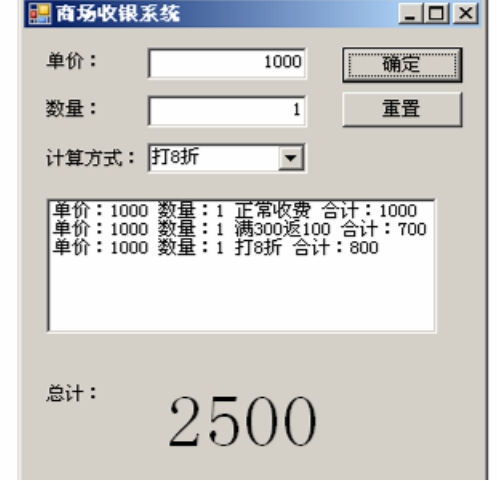 商场收银系统
单价： 1000 确定
数量： 1 重置
计算方式： 打8折
单价：1000 数量：1 正常收费 合计：1000
单价：1000 数量：1 满300返100 合计：700
单价：1000 数量：1 打8折 合计：800
总计： 2500